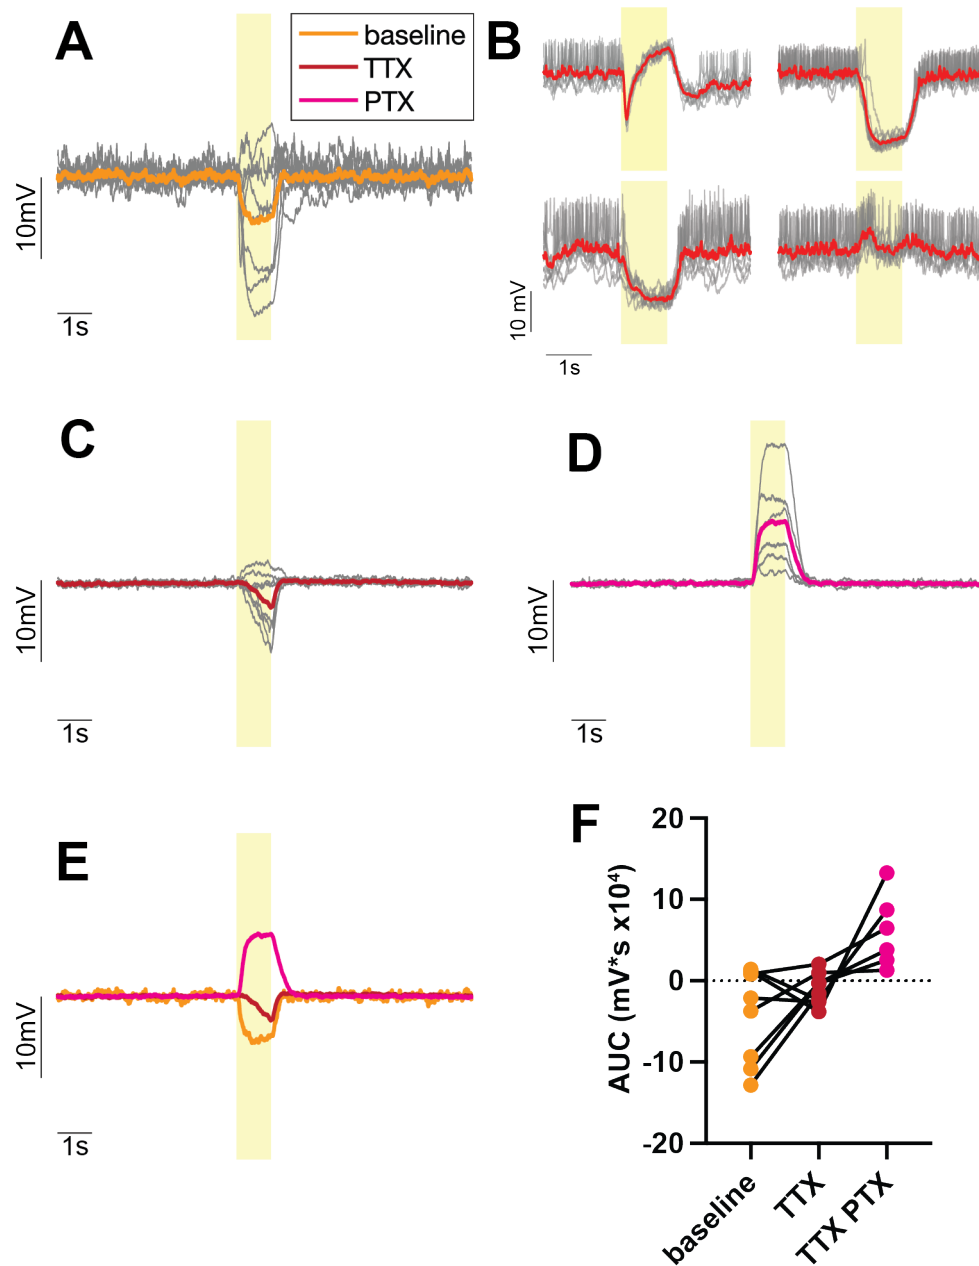 A
baseline
TTX
PTX
10mV
1s
B
10 mV
1s
C
10mV
1s
D
10mV
1s
E
10mV
1s
F
20
10
0
-10
-20
AUC (mV*s x10⁴)
baseline
TTX
TTX PTX